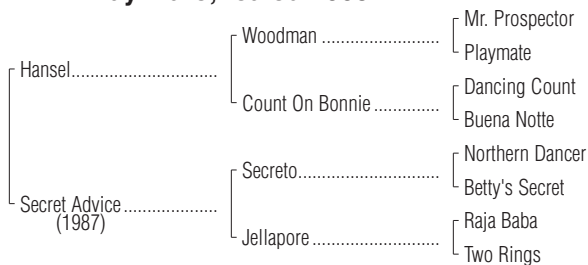 Mr. Prospector
Woodman
Playmate
Hansel
Dancing Count
Count On Bonnie
Buena Notte
Northern Dancer
Secreto
Betty's Secret
Secret Advice
(1987)
Raja Baba
Jellapore
Two Rings